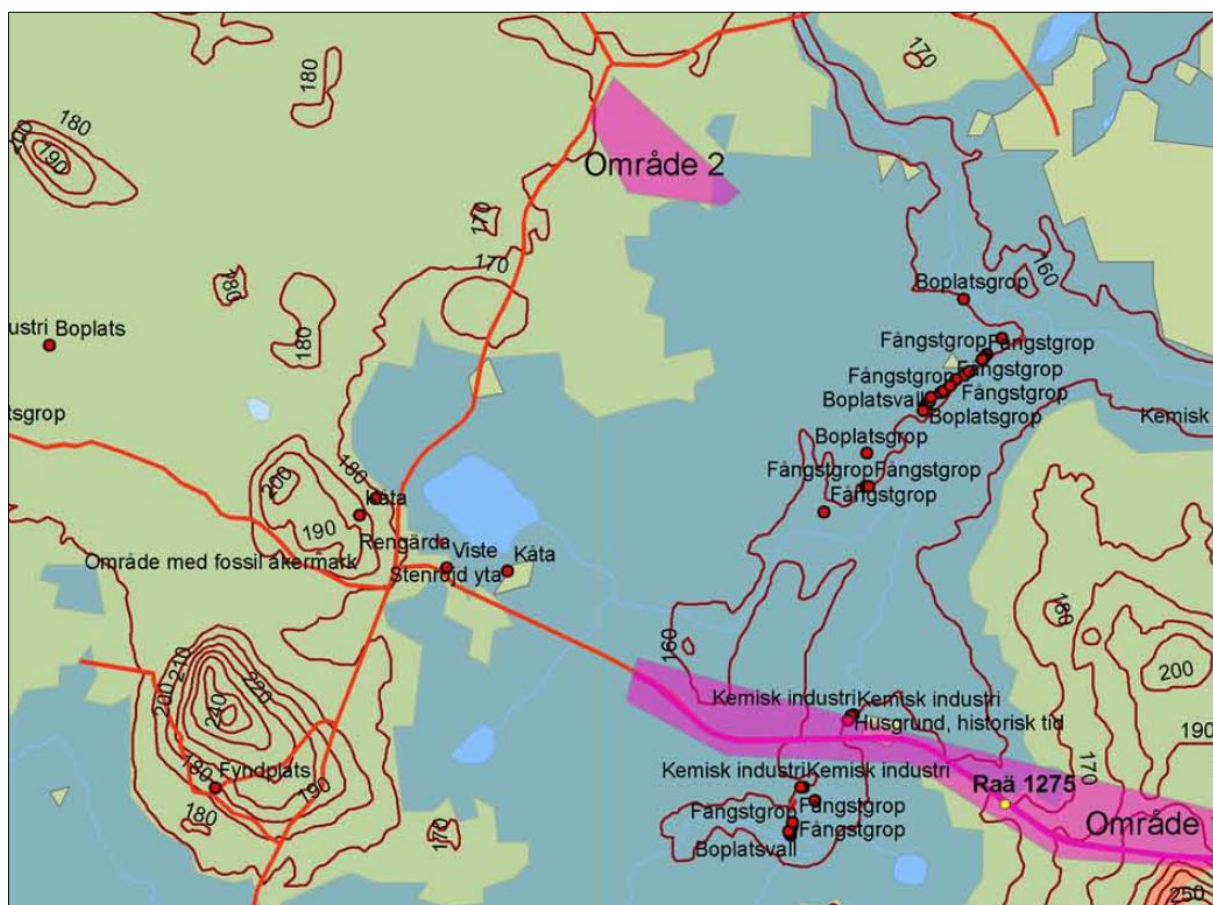 170
180
180
200
190
Område 2
170
170
180
160
Boplatsgrop
180
ustri Boplats
Fångstgrop
Fångstgrop
Fångstgrop
Fångstgrop
Fångstgrop
Boplatsvall
Boplatsgrop
tsgrop
Kemisk
Boplatsgrop
180
200
Fångstgrop
Fångstgrop
Kåta
Fångstgrop
190
Rengärda
Viste
Kåta
Område med fossil åkermark
Stenröjd yta
180
160
210
200
220
200
240
Kemisk industri
Kemisk industri
Husgrund, historisk tid
190
180
Fyndplats
Kemisk industri
Kemisk industri
170
Raä 1275
190
180
Fångstgrop
Fångstgrop
170
Fångstgrop
Område
Boplatsvall
250